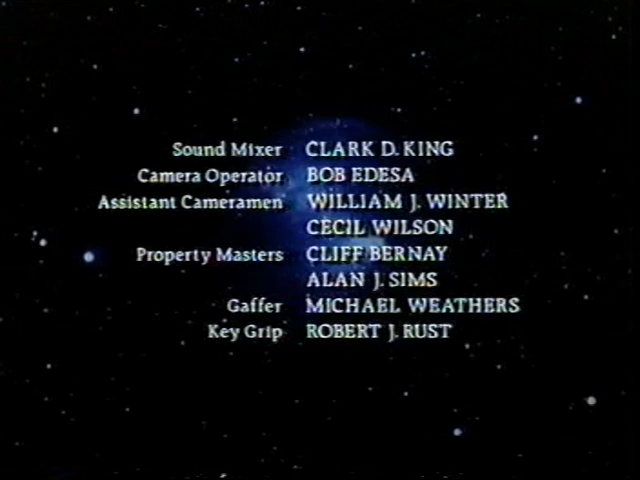 Sound Mixer CLARK D. KING
Camera Operator BOB EDESA
Assistant Cameramen WILLIAM J. WINTER
CECIL WILSON
Property Masters CLIFF BERNAY
ALAN J. SIMS
Gaffer MICHAEL WEATHERS
Key Grip ROBERT J. RUST